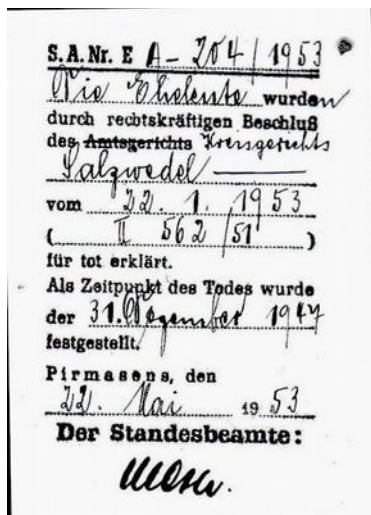 S.A.Nr. E A – 204/1953
Die Eheleute wurden
durch rechtskräftigen Beschluß
des Amtsgerichts Kreisgerichts
Salzwedel
vom 22. 1. 1953
( II 562/51 )
für tot erklärt.
Als Zeitpunkt des Todes wurde
der 31. Dezember 1947
festgestellt.
Pirmasens, den
22. Mai 1953
Der Standesbeamte: